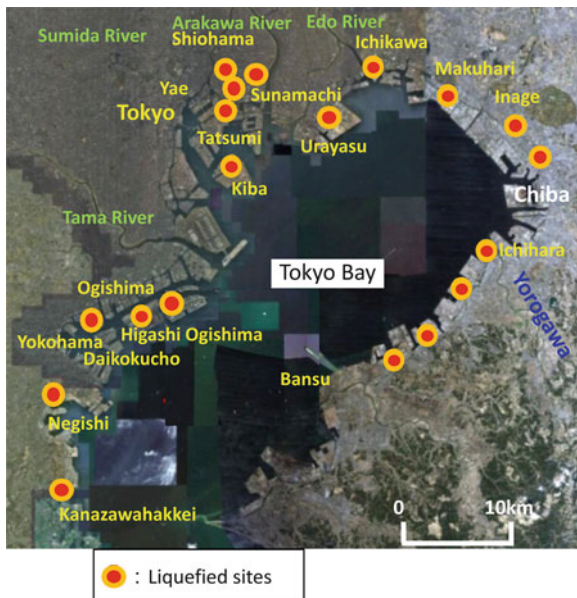 Arakawa River
Edo River
Sumida River
Shiohama
Ichikawa
Makuhari
Yae
Sunamachi
Inage
Tokyo
Tatsumi
Urayasu
Kiba
Chiba
Tama River
Ichihara
Tokyo Bay
Yorogawa
Ogishima
Higashi Ogishima
Yokohama
Daikokucho
Bansu
Negishi
Kanazawahakkei
0 10km
: Liquefied sites